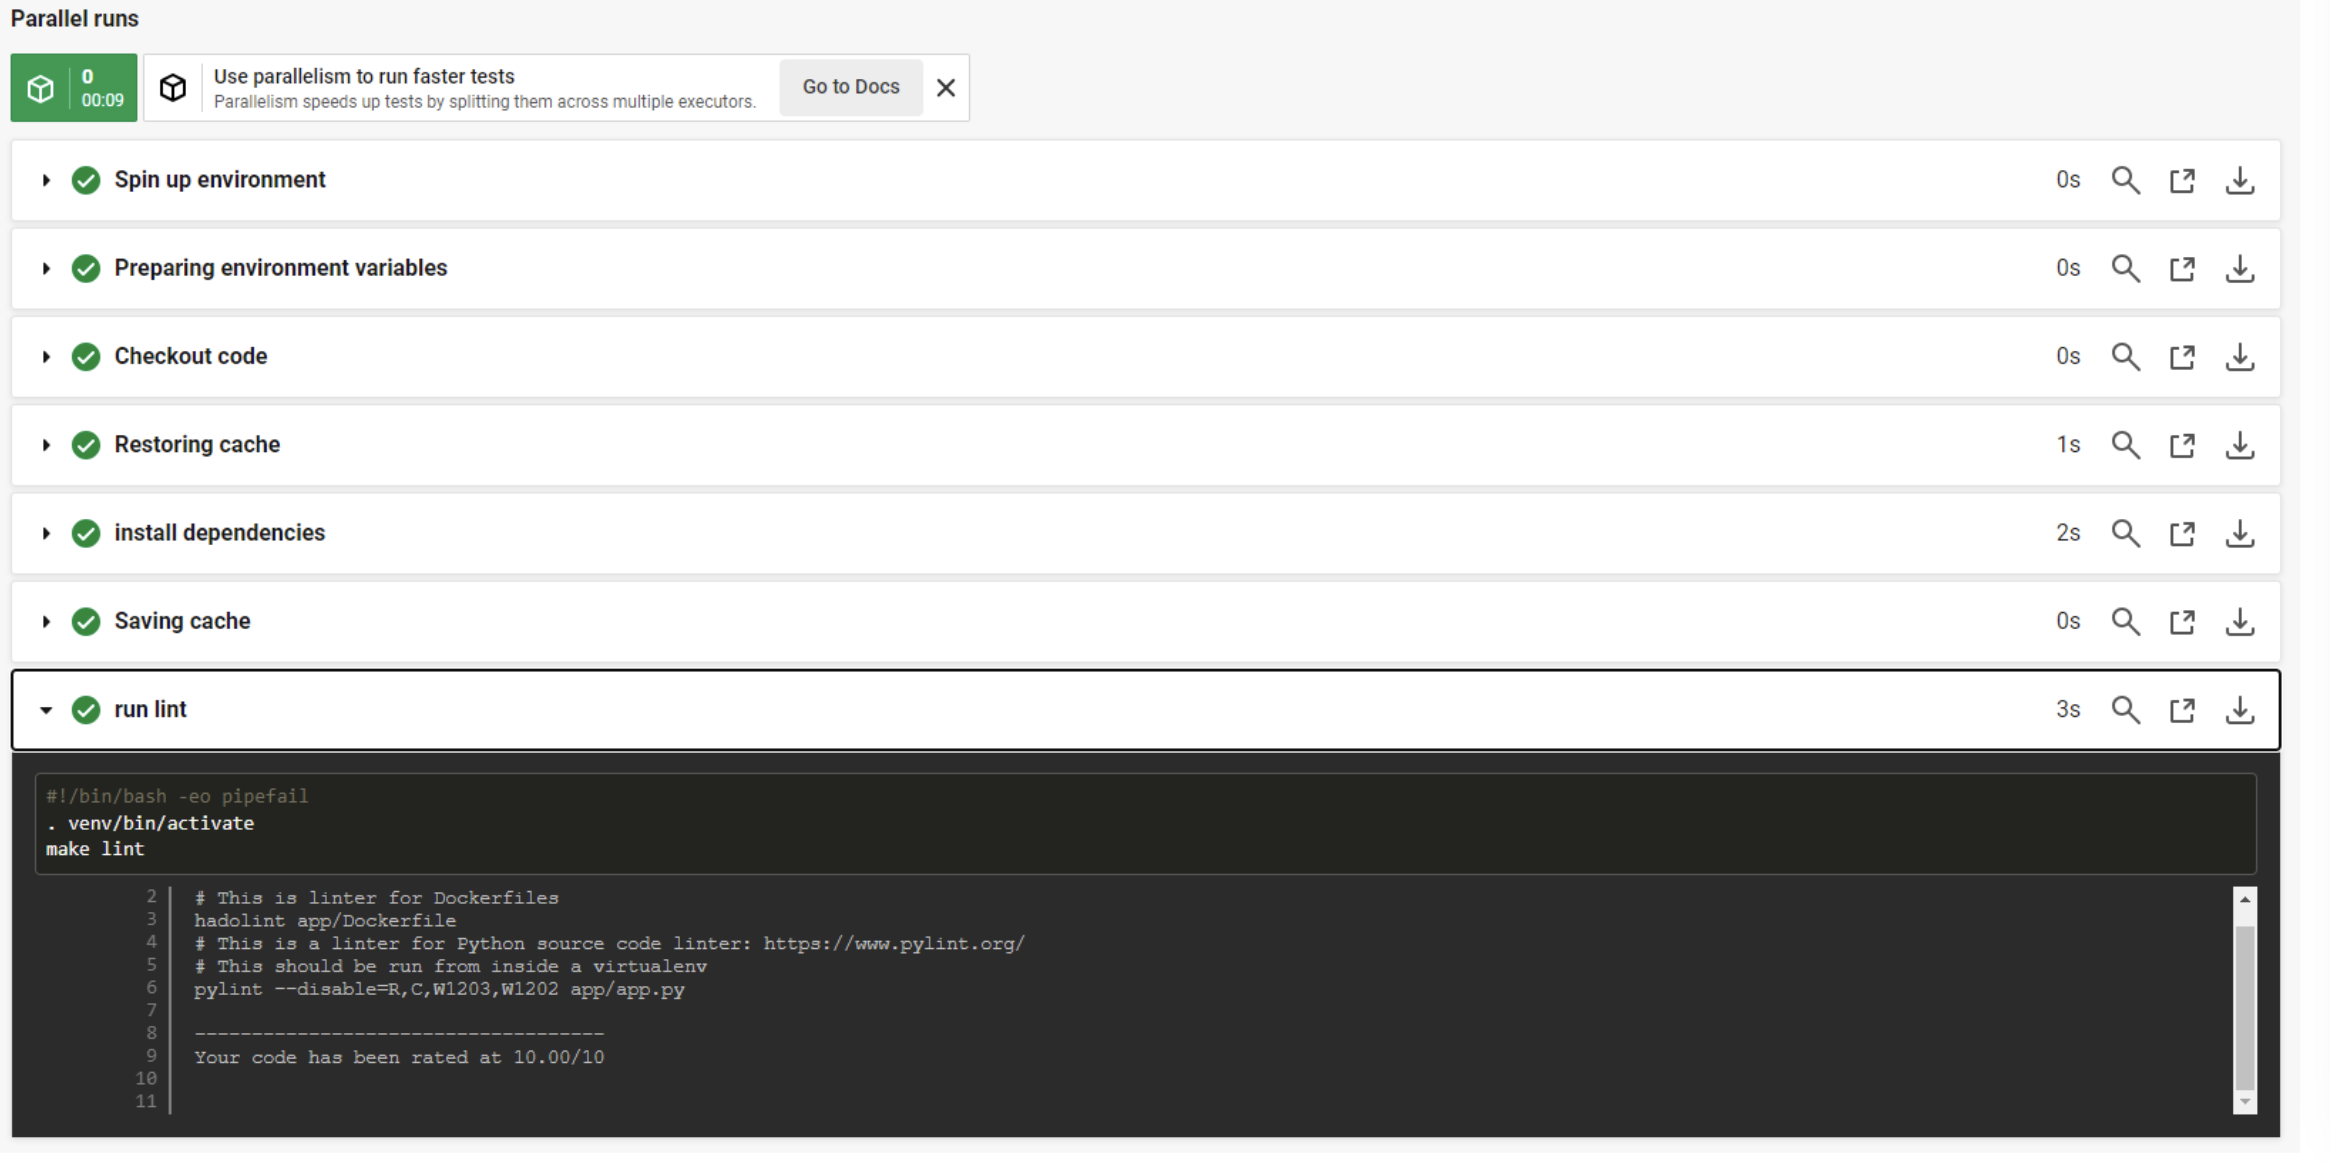 Parallel runs
0
00:09
Use parallelism to run faster tests
Parallelism speeds up tests by splitting them across multiple executors.
Go to Docs
Spin up environment 0s
Preparing environment variables 0s
Checkout code 0s
Restoring cache 1s
install dependencies 2s
Saving cache 0s
run lint 3s
#!/bin/bash -eo pipefail
. venv/bin/activate
make lint
2 # This is linter for Dockerfiles
3 hadolint app/Dockerfile
4 # This is a linter for Python source code linter: https://www.pylint.org/
5 # This should be run from inside a virtualenv
6 pylint --disable=R,C,W1203,W1202 app/app.py
7
8 ------------------------------------
9 Your code has been rated at 10.00/10
10
11